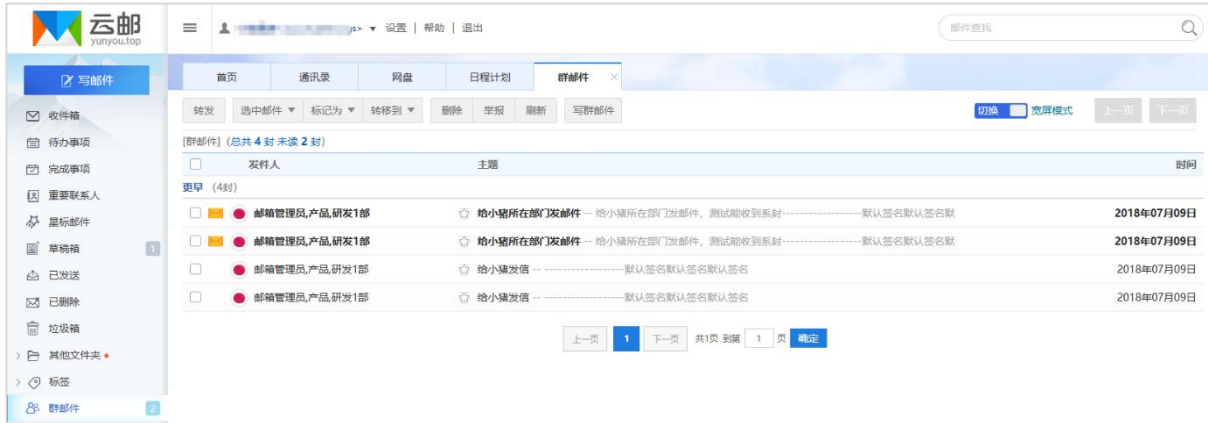 云邮
yunyou.top
s> ▼ 设置 | 帮助 | 退出
邮件查找
写邮件
首页 通讯录 网盘 日程计划 群邮件 ×
转发 选中邮件 ▼ 标记为 ▼ 转移到 ▼ 删除 举报 刷新 写群邮件 切换 宽屏模式 上一页 下一页
收件箱
待办事项
完成事项
重要联系人
星标邮件
草稿箱 1
已发送
已删除
垃圾箱
其他文件夹
标签
群邮件 2
[群邮件] (总共 4 封 未读 2 封)
发件人 主题 时间
更早 (4封)
邮箱管理员,产品,研发1部 给小猪所在部门发邮件 -- 给小猪所在部门发邮件，测试能收到系封-------------------默认签名默认签名默 2018年07月09日
邮箱管理员,产品,研发1部 给小猪所在部门发邮件 -- 给小猪所在部门发邮件，测试能收到系封-------------------默认签名默认签名默 2018年07月09日
邮箱管理员,产品,研发1部 给小猪发信 -- -------------------默认签名默认签名默认签名 2018年07月09日
邮箱管理员,产品,研发1部 给小猪发信 -- -------------------默认签名默认签名默认签名 2018年07月09日
上一页 1 下一页 共1页 到第 1 页 确定